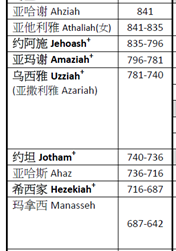 亚哈谢 Ahziah 841
亚他利雅 Athaliah(女) 841-835
约阿施 Jehoash⁺ 835-796
亚玛谢 Amaziah⁺ 796-781
乌西雅 Uzziah⁺ 781-740
(亚撒利雅 Azariah)
约坦 Jotham⁺ 740-736
亚哈斯 Ahaz 736-716
希西家 Hezekiah⁺ 716-687
玛拿西 Manasseh
687-642